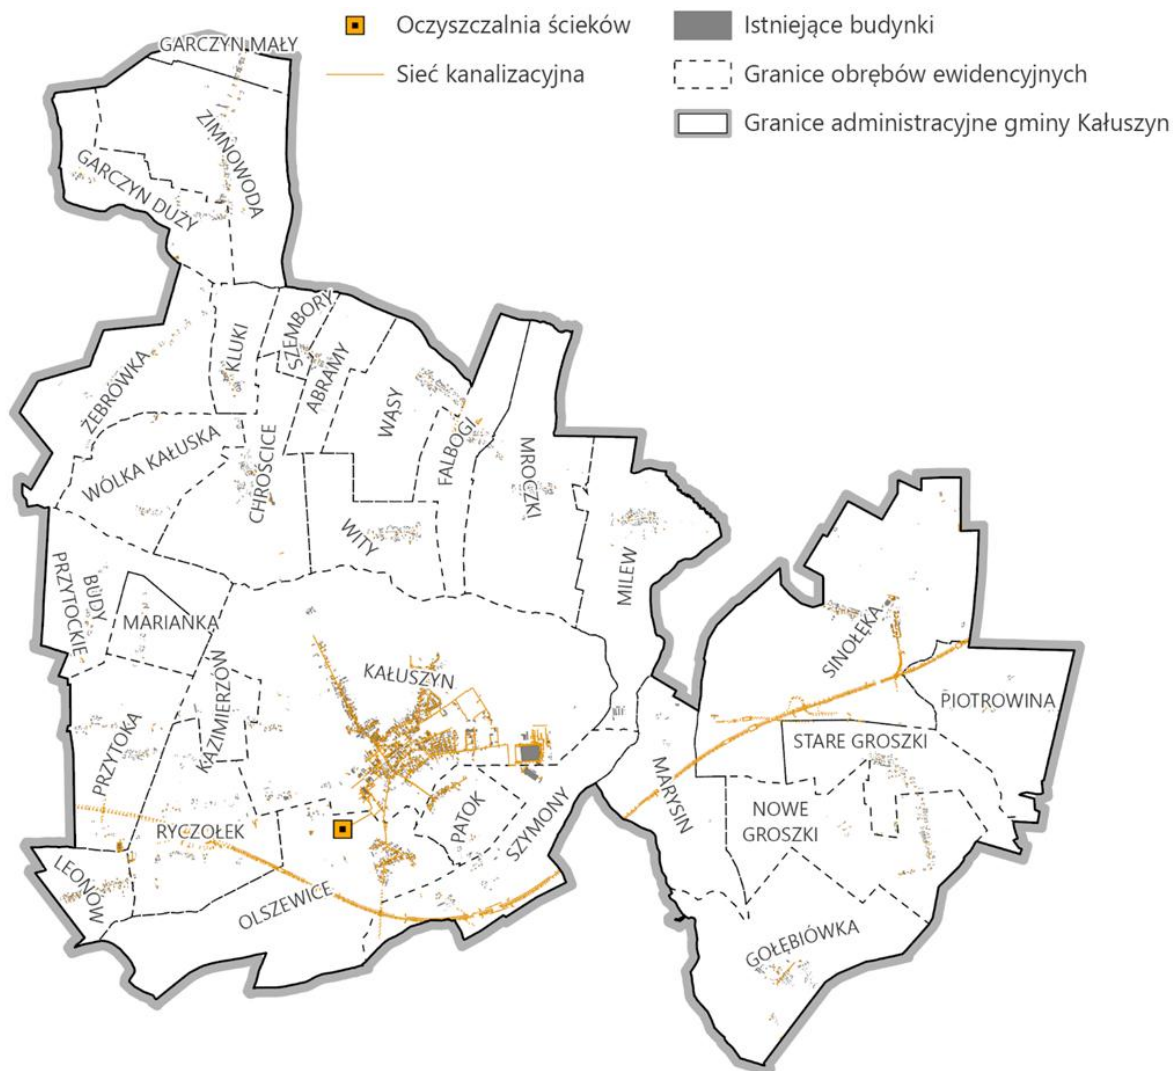 Oczyszczalnia ścieków
Sieć kanalizacyjna
Istniejące budynki
Granice obrębów ewidencyjnych
Granice administracyjne gminy Kałuszyn
GARCZYN MAŁY
ZIMNOWODA
GARCZYN DUŻY
ŻEBRÓWKA
KLUKI
SZEMBORY
ABRAMY
WĄSY
FALBOGI
MROCZKI
WÓLKA KAŁUSKA
CHROŚCICE
WITY
MILEW
BUDY
PRZYTOCKIE
MARIANKA
KAZIMIERZÓW
KAŁUSZYN
SINOŁĘKA
PIOTROWINA
PRZYTOKA
STARE GROSZKI
MARYSIN
NOWE
GROSZKI
RYCZOŁEK
PATOK
SZYMONY
LEONÓW
OLSZEWICE
GOŁĘBIÓWKA